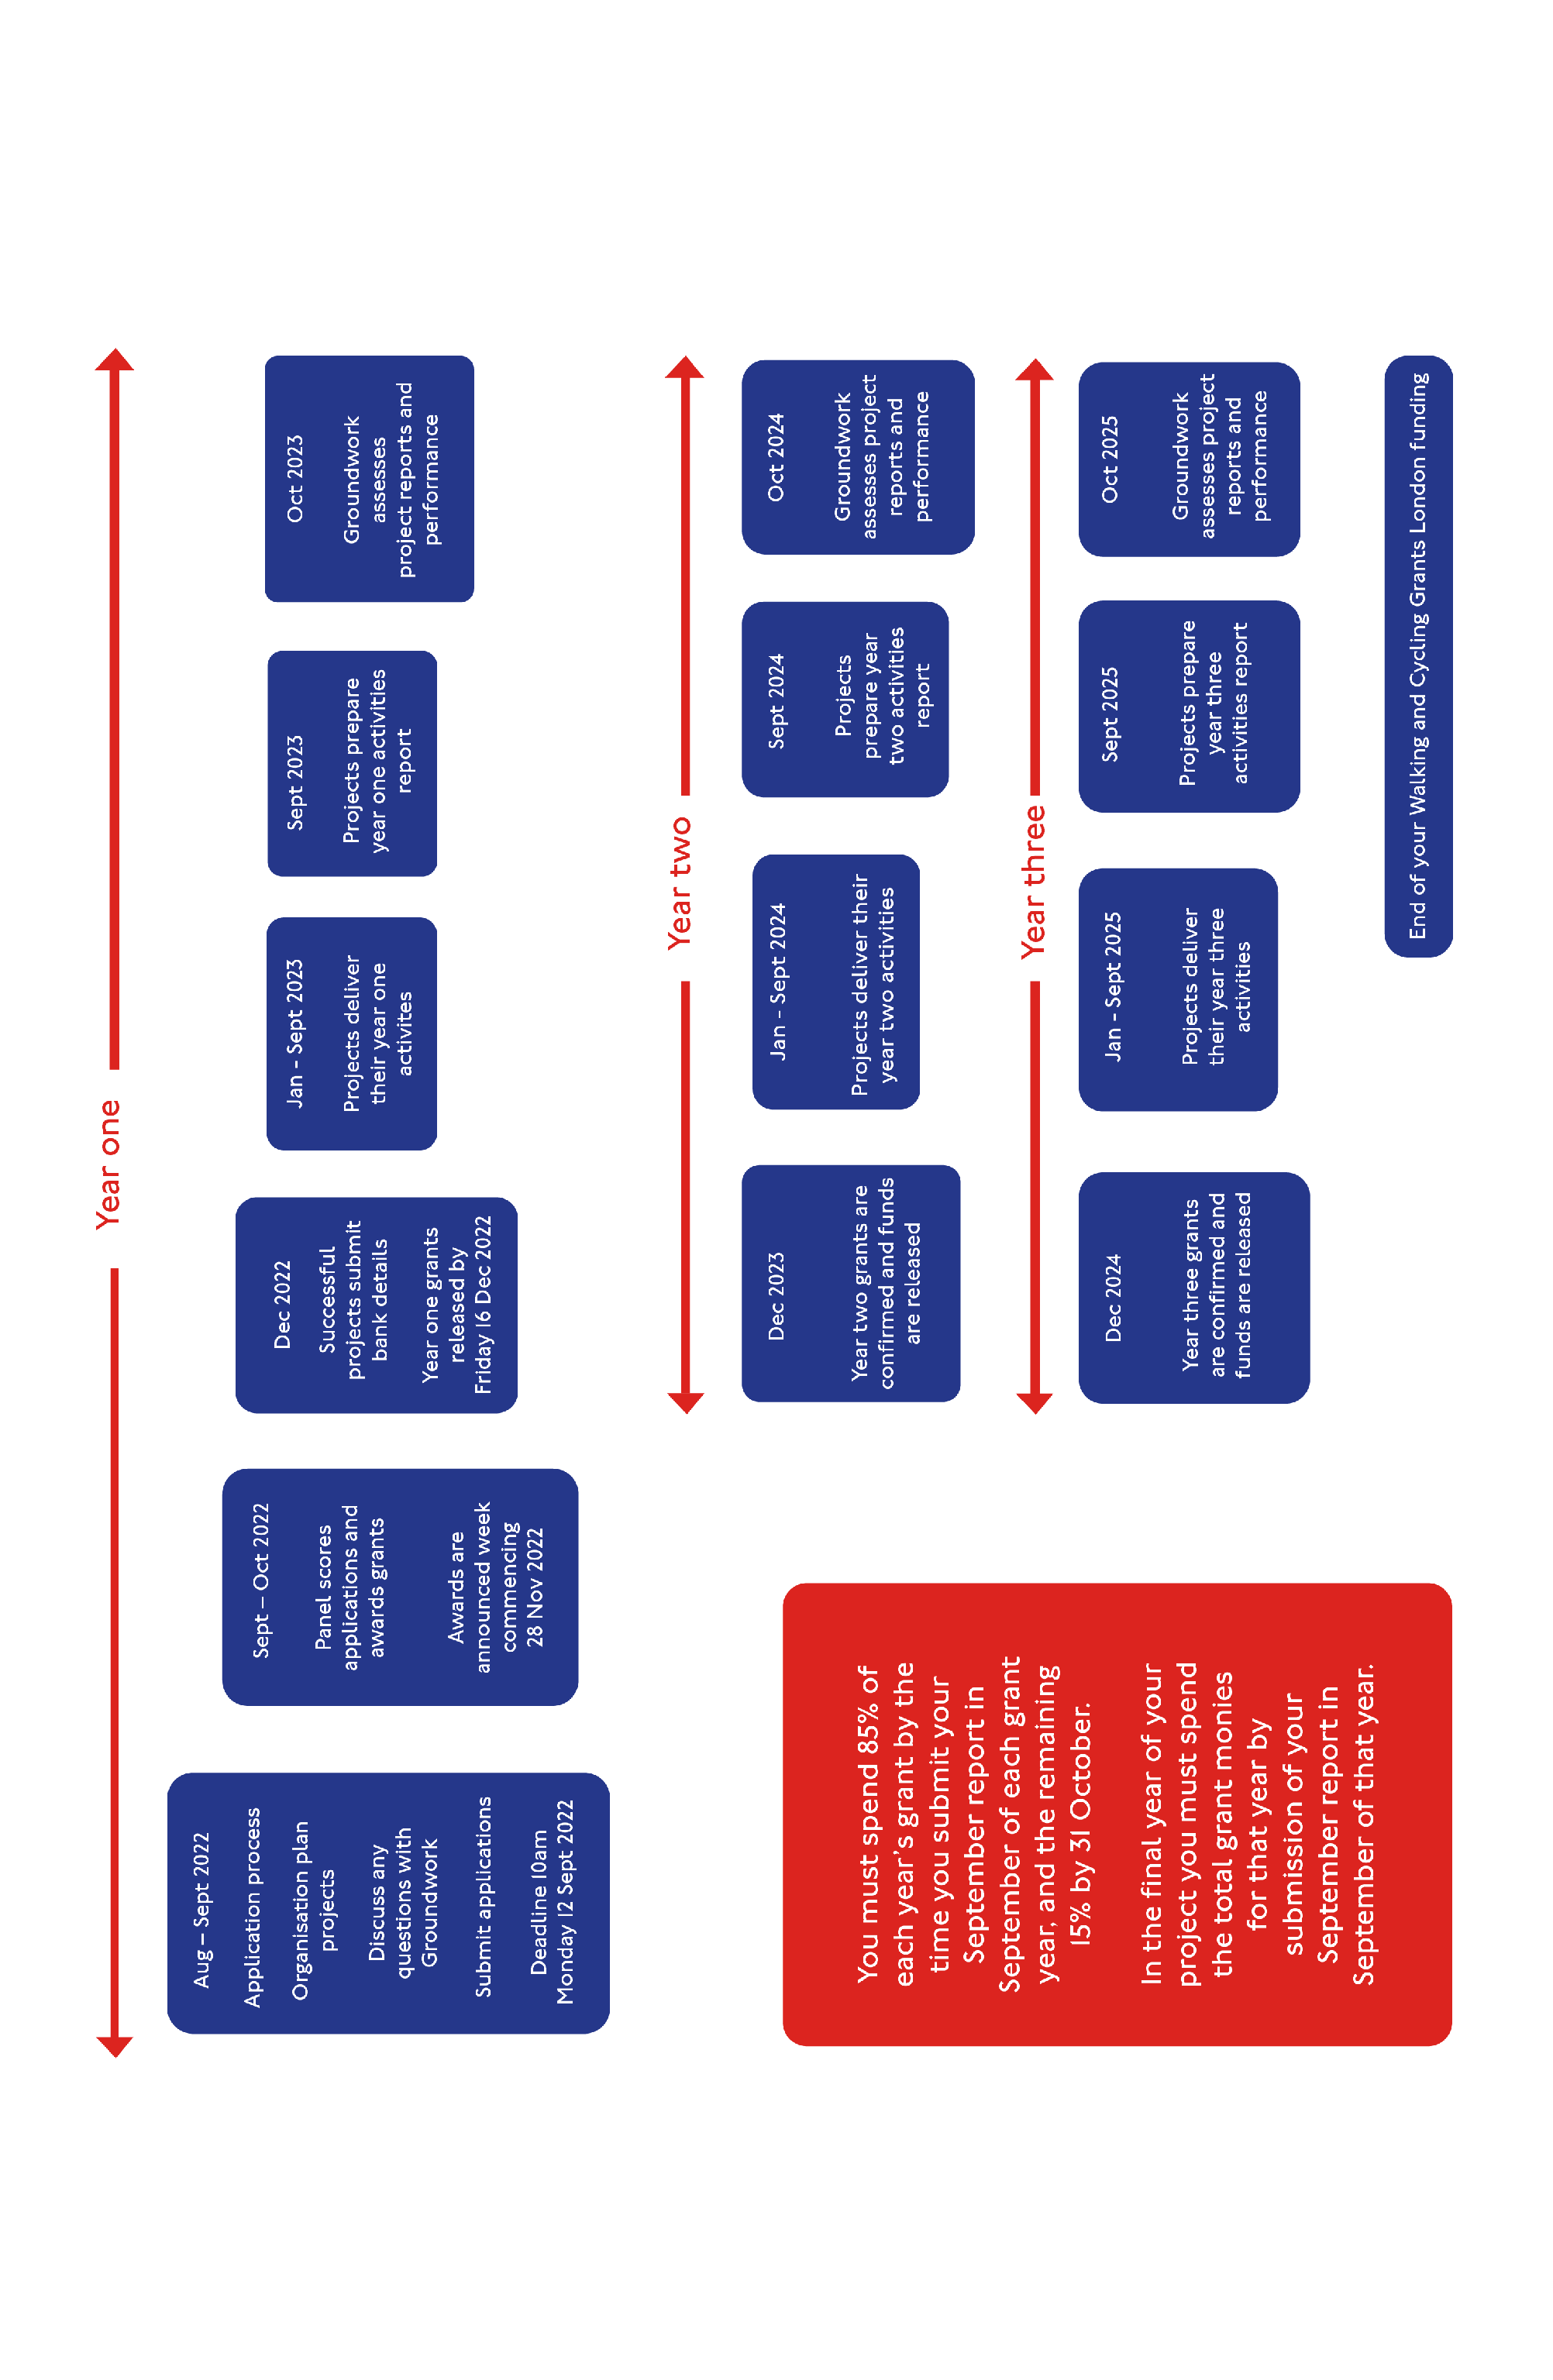 Year one
Aug – Sept 2022
Application process
Organisation plan
projects
Discuss any
questions with
Groundwork
Submit applications
Deadline 10am
Monday 12 Sept 2022
Sept – Oct 2022
Panel scores
applications and
awards grants
Awards are
announced week
commencing
28 Nov 2022
Dec 2022
Successful
projects submit
bank details
Year one grants
released by
Friday 16 Dec 2022
Jan - Sept 2023
Projects deliver
their year one
activites
Sept 2023
Projects prepare
year one activities
report
Oct 2023
Groundwork
assesses
project reports and
performance
Year two
Dec 2023
Year two grants are
confirmed and funds
are released
Jan - Sept 2024
Projects deliver their
year two activities
Sept 2024
Projects
prepare year
two activities
report
Oct 2024
Groundwork
assesses project
reports and
performance
Year three
Dec 2024
Year three grants
are confirmed and
funds are released
Jan - Sept 2025
Projects deliver
their year three
activities
Sept 2025
Projects prepare
year three
activities report
Oct 2025
Groundwork
assesses project
reports and
performance
End of your Walking and Cycling Grants London funding
You must spend 85% of
each year's grant by the
time you submit your
September report in
September of each grant
year, and the remaining
15% by 31 October.
In the final year of your
project you must spend
the total grant monies
for that year by
submission of your
September report in
September of that year.